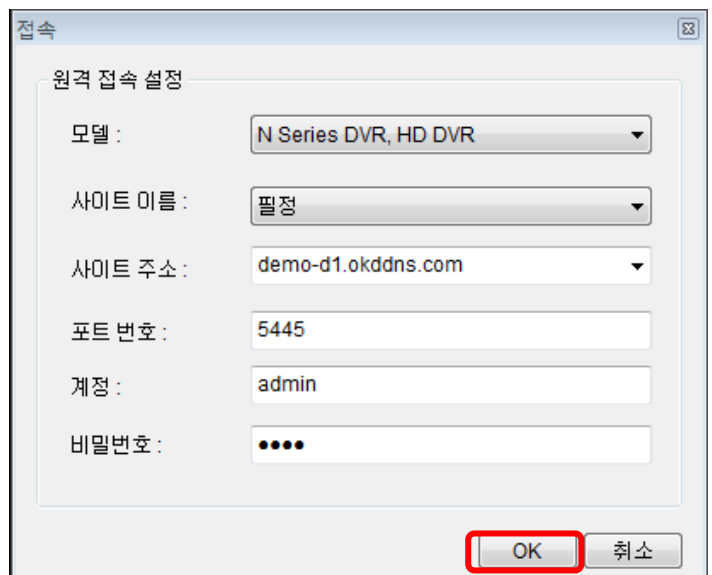 접속
원격 접속 설정
모델 : N Series DVR, HD DVR
사이트 이름 : 필정
사이트 주소 : demo-d1.okddns.com
포트 번호 : 5445
계정 : admin
비밀번호 : ●●●●
OK 취소